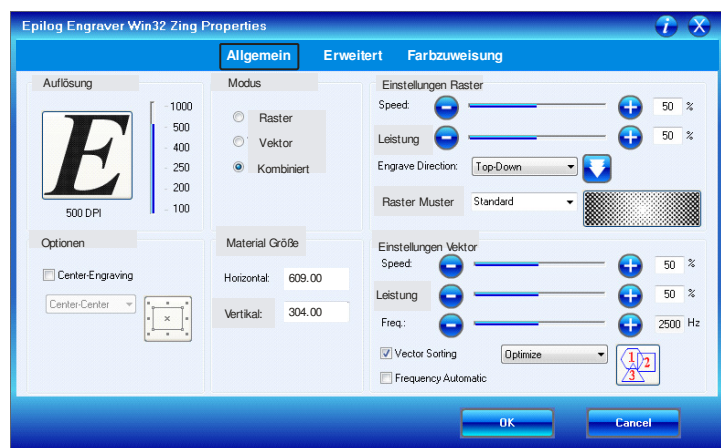 Epilog Engraver Win32 Zing Properties
Allgemein Erweitert Farbzuweisung
Auflösung
E
1000
500
400
250
200
100
500 DPI
Modus
Raster
Vektor
Kombiniert
Einstellungen Raster
Speed: 50 %
Leistung 50 %
Engrave Direction: Top-Down
Raster Muster Standard
Optionen
Center-Engraving
Center-Center
Material Größe
Horizontal: 609.00
Vertikal: 304.00
Einstellungen Vektor
Speed: 50 %
Leistung 50 %
Freq.: 2500 Hz
Vector Sorting Optimize
1 2
3
Frequency Automatic
OK Cancel